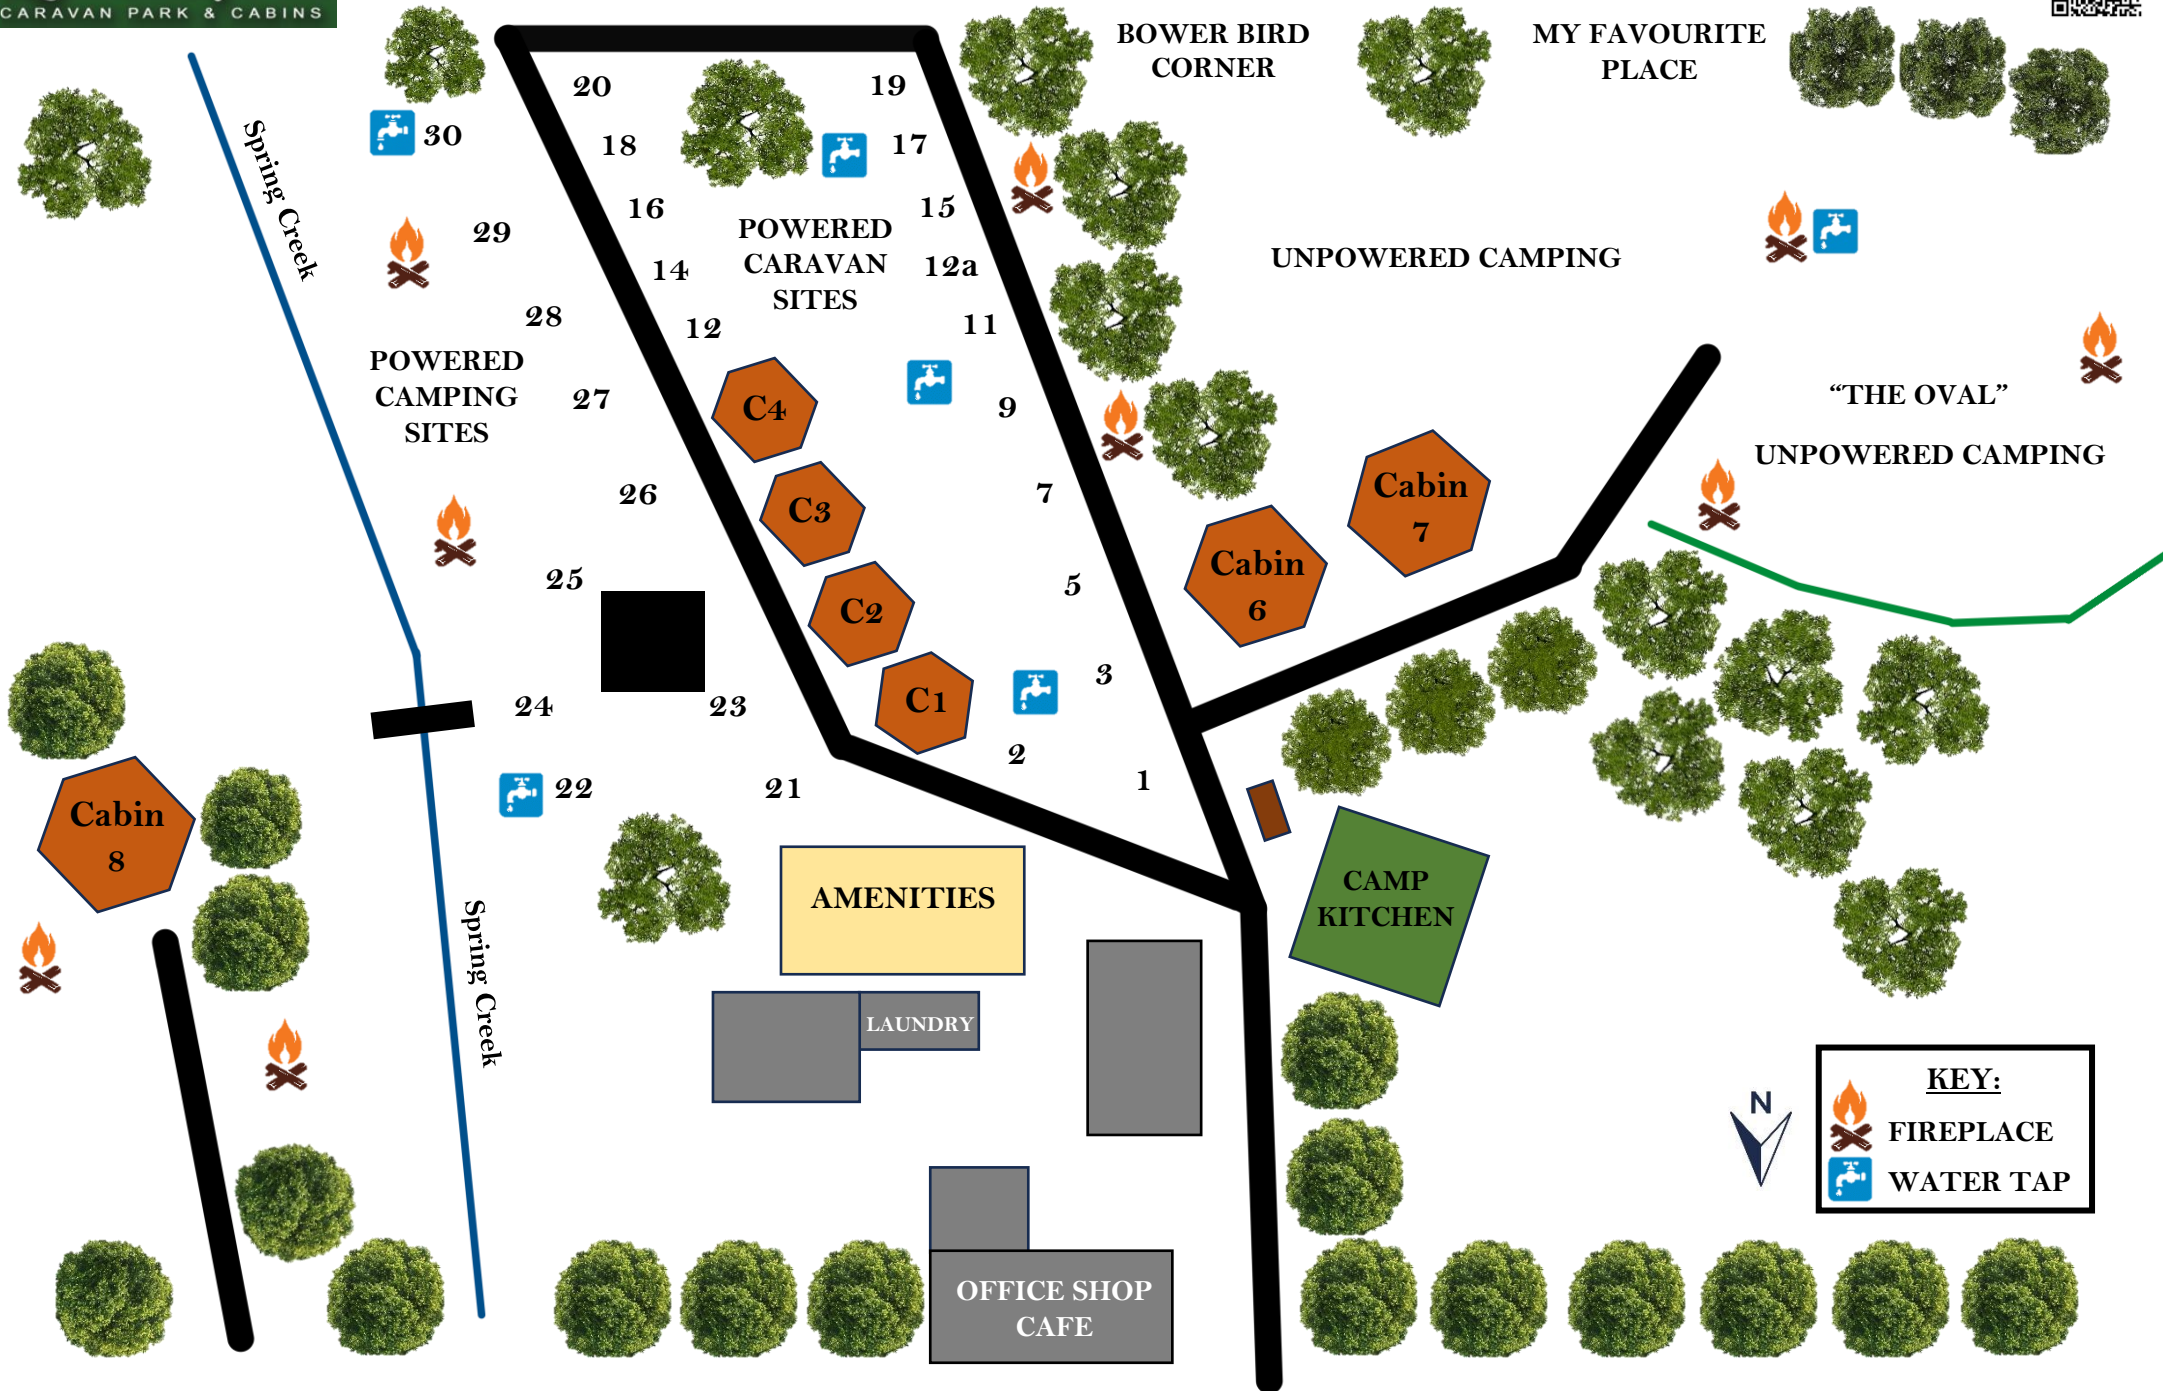 CARAVAN PARK & CABINS
BOWER BIRD
CORNER
MY FAVOURITE
PLACE
20
19
30
18
17
Spring Creek
16
15
29
POWERED
CARAVAN
SITES
14
12a
UNPOWERED CAMPING
28
12
11
POWERED
CAMPING
SITES
27
C4
9
"THE OVAL"
UNPOWERED CAMPING
26
C3
7
Cabin
7
25
C2
5
Cabin
6
24
23
C1
3
2
22
21
1
Cabin
8
AMENITIES
CAMP
KITCHEN
Spring Creek
LAUNDRY
N
KEY:
FIREPLACE
WATER TAP
OFFICE SHOP
CAFE